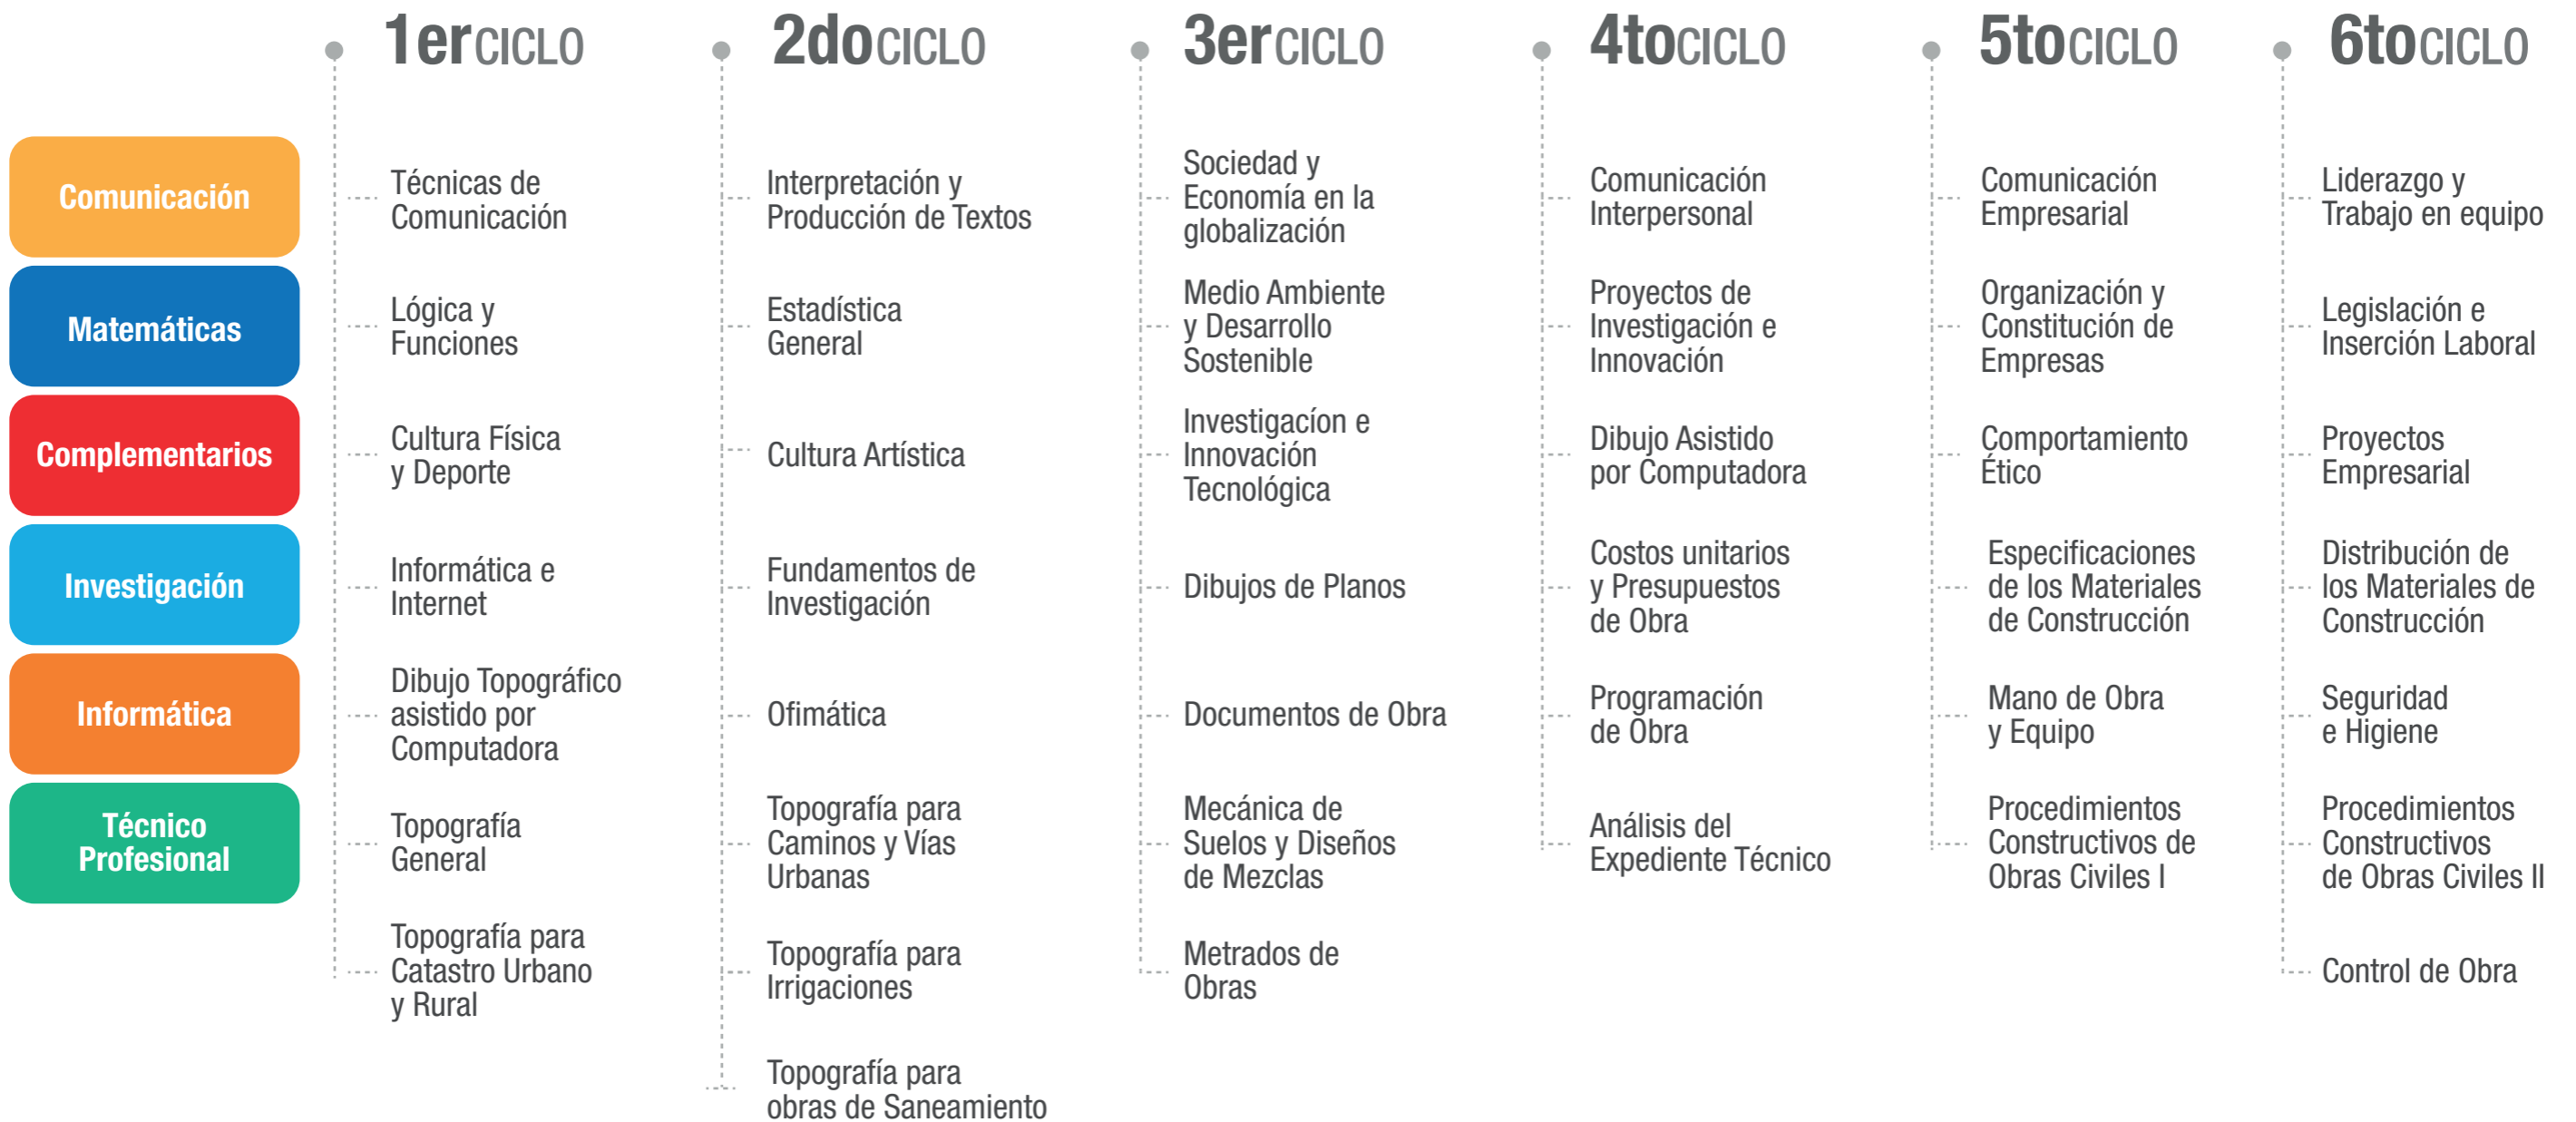 1erCICLO
2doCICLO
3erCICLO
4toCICLO
5toCICLO
6toCICLO
Comunicación
Matemáticas
Complementarios
Investigación
Informática
Técnico
Profesional
Técnicas de
Comunicación
Lógica y
Funciones
Cultura Física
y Deporte
Informática e
Internet
Dibujo Topográfico
asistido por
Computadora
Topografía
General
Topografía para
Catastro Urbano
y Rural
Interpretación y
Producción de Textos
Estadística
General
Cultura Artística
Fundamentos de
Investigación
Ofimática
Topografía para
Caminos y Vías
Urbanas
Topografía para
Irrigaciones
Topografía para
obras de Saneamiento
Sociedad y
Economía en la
globalización
Medio Ambiente
y Desarrollo
Sostenible
Investigacíon e
Innovación
Tecnológica
Dibujos de Planos
Documentos de Obra
Mecánica de
Suelos y Diseños
de Mezclas
Metrados de
Obras
Comunicación
Interpersonal
Proyectos de
Investigación e
Innovación
Dibujo Asistido
por Computadora
Costos unitarios
y Presupuestos
de Obra
Programación
de Obra
Análisis del
Expediente Técnico
Comunicación
Empresarial
Organización y
Constitución de
Empresas
Comportamiento
Ético
Especificaciones
de los Materiales
de Construcción
Mano de Obra
y Equipo
Procedimientos
Constructivos de
Obras Civiles I
Liderazgo y
Trabajo en equipo
Legislación e
Inserción Laboral
Proyectos
Empresarial
Distribución de
los Materiales de
Construcción
Seguridad
e Higiene
Procedimientos
Constructivos
de Obras Civiles II
Control de Obra